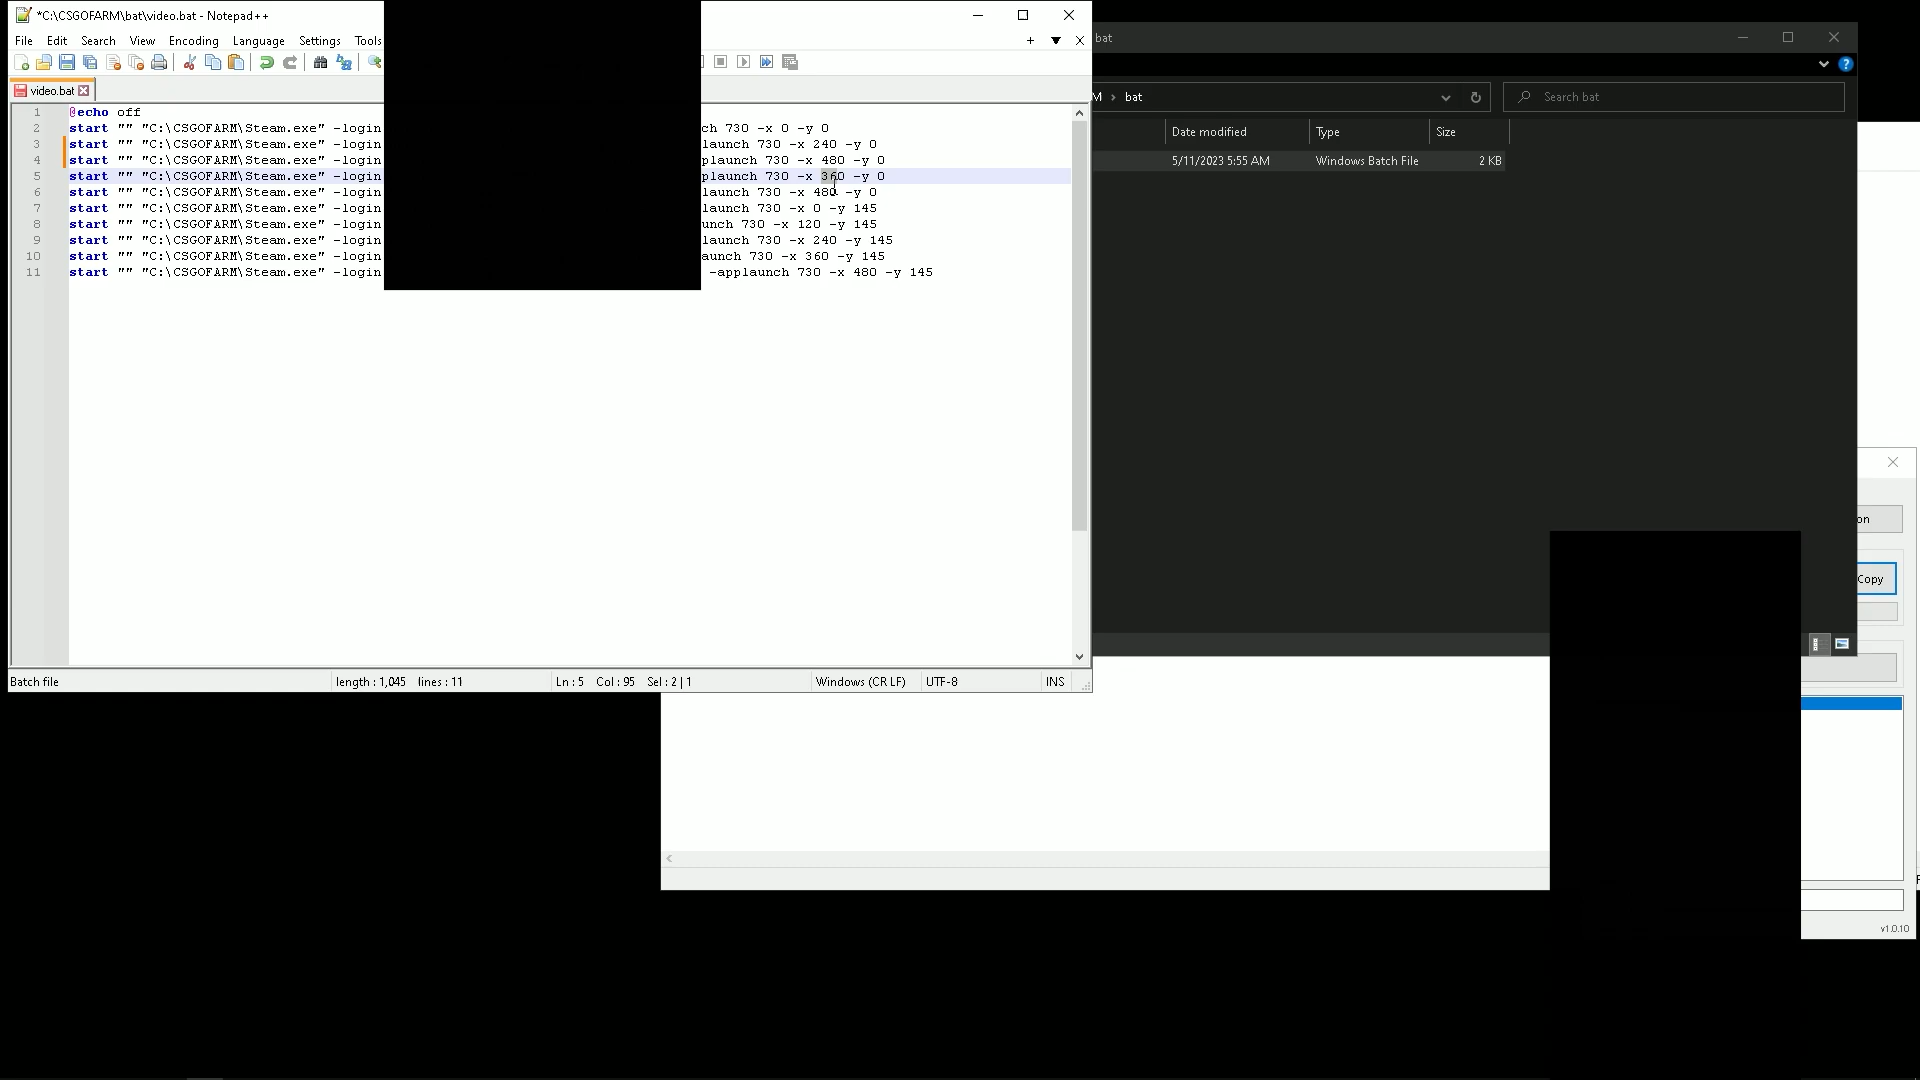 *C:\CSGOFARM\bat\video.bat - Notepad++
File Edit Search View Encoding Language Settings Tools
+ ▼ X
video.bat
1 @echo off
2 start "" "C:\CSGOFARM\Steam.exe" -login ch 730 -x 0 -y 0
3 start "" "C:\CSGOFARM\Steam.exe" -login launch 730 -x 240 -y 0
4 start "" "C:\CSGOFARM\Steam.exe" -login plaunch 730 -x 480 -y 0
5 start "" "C:\CSGOFARM\Steam.exe" -login plaunch 730 -x 360 -y 0
6 start "" "C:\CSGOFARM\Steam.exe" -login launch 730 -x 480 -y 0
7 start "" "C:\CSGOFARM\Steam.exe" -login launch 730 -x 0 -y 145
8 start "" "C:\CSGOFARM\Steam.exe" -login unch 730 -x 120 -y 145
9 start "" "C:\CSGOFARM\Steam.exe" -login launch 730 -x 240 -y 145
10 start "" "C:\CSGOFARM\Steam.exe" -login aunch 730 -x 360 -y 145
11 start "" "C:\CSGOFARM\Steam.exe" -login -applaunch 730 -x 480 -y 145
Batch file length : 1,045 lines : 11 Ln : 5 Col : 95 Sel : 2 | 1 Windows (CR LF) UTF-8 INS
bat
M > bat
Search bat
Date modified Type Size
5/11/2023 5:55 AM Windows Batch File 2 KB
on
Copy
v1.0.10